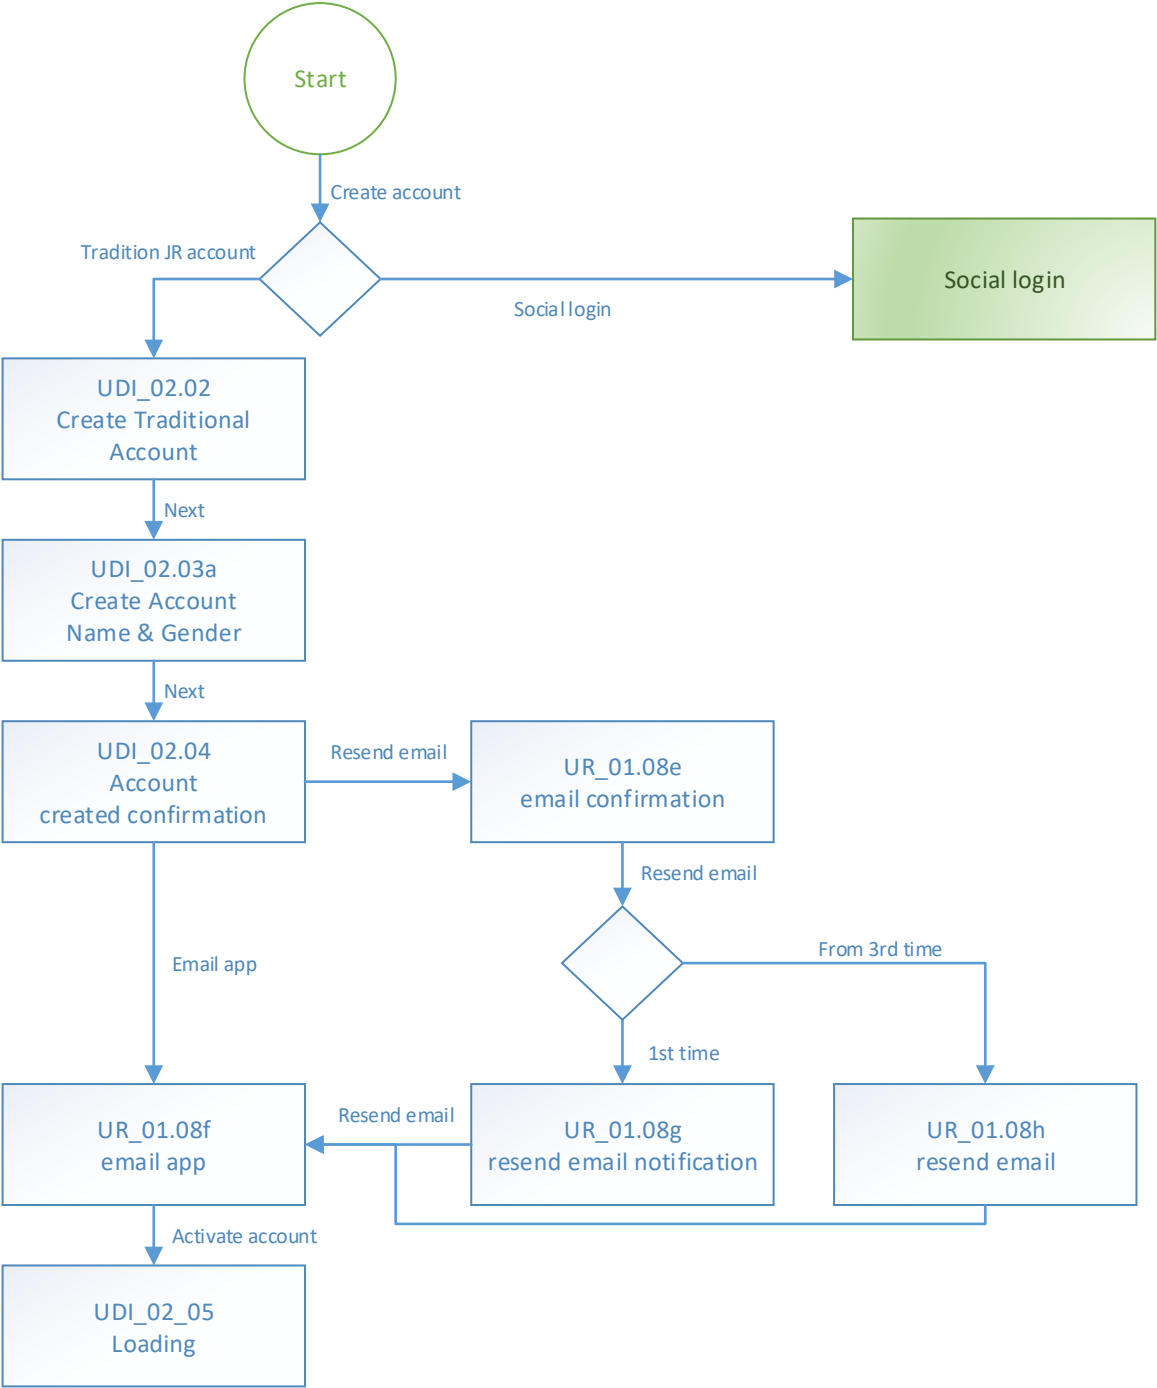 Start
Create account
Tradition JR account
Social login
Social login
UDI_02.02
Create Traditional
Account
Next
UDI_02.03a
Create Account
Name & Gender
Next
UDI_02.04
Account
created confirmation
Resend email
UR_01.08e
email confirmation
Resend email
Email app
From 3rd time
1st time
UR_01.08f
email app
Resend email
UR_01.08g
resend email notification
UR_01.08h
resend email
Activate account
UDI_02_05
Loading